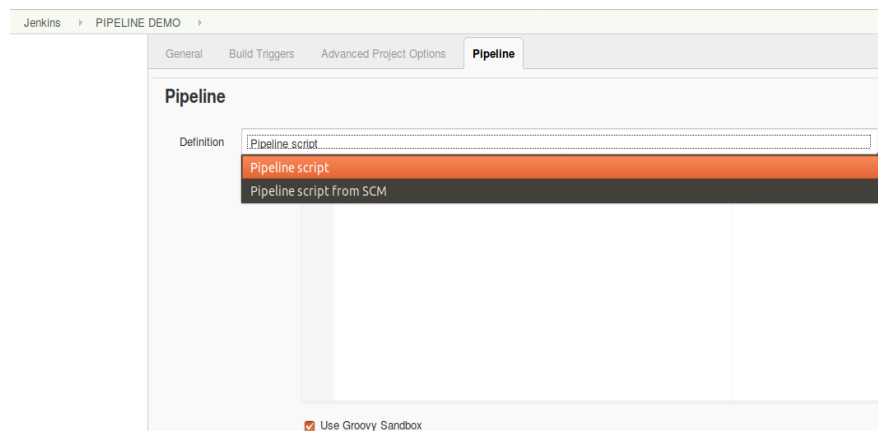 Jenkins PIPELINE DEMO
General Build Triggers Advanced Project Options Pipeline
Pipeline
Definition Pipeline script
Pipeline script
Pipeline script from SCM
Use Groovy Sandbox